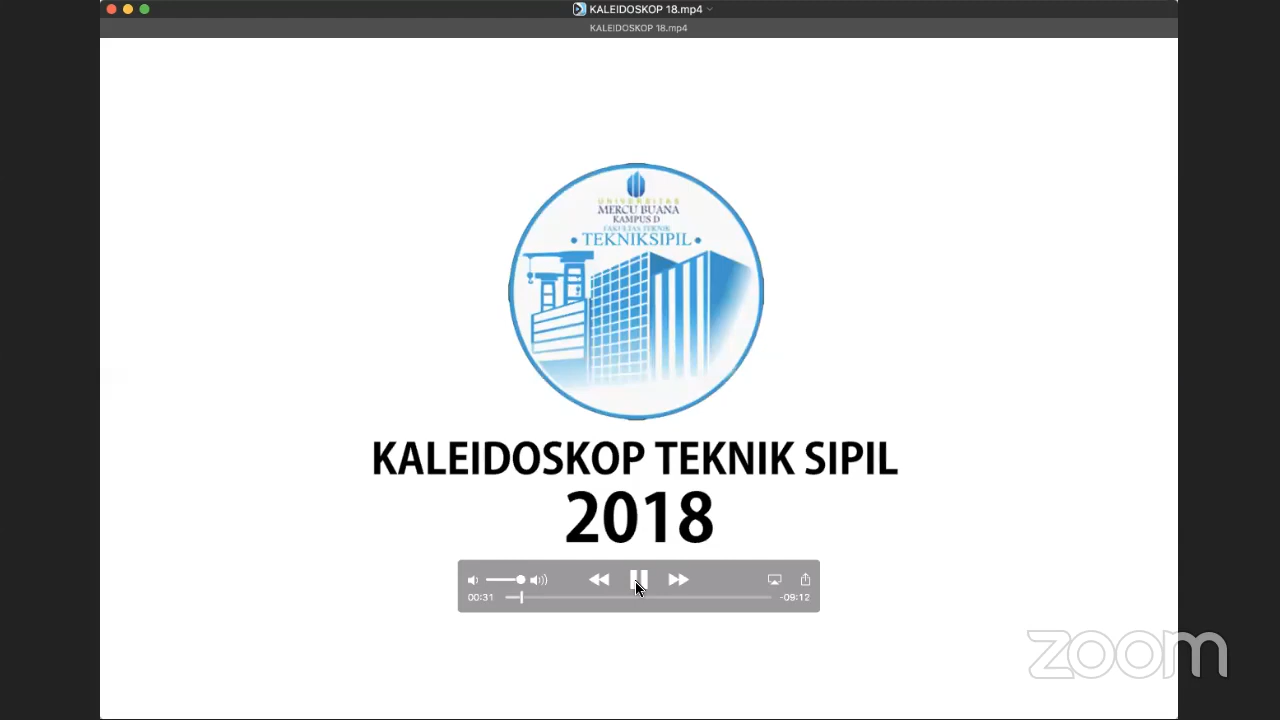 KALEIDOSKOP 18.mp4
KALEIDOSKOP 18.mp4
UNIVERSITAS
MERCU BUANA
KAMPUS D
FAKULTAS TEKNIK
• TEKNIKSIPIL •
KALEIDOSKOP TEKNIK SIPIL
2018
00:31
-09:12
zoom